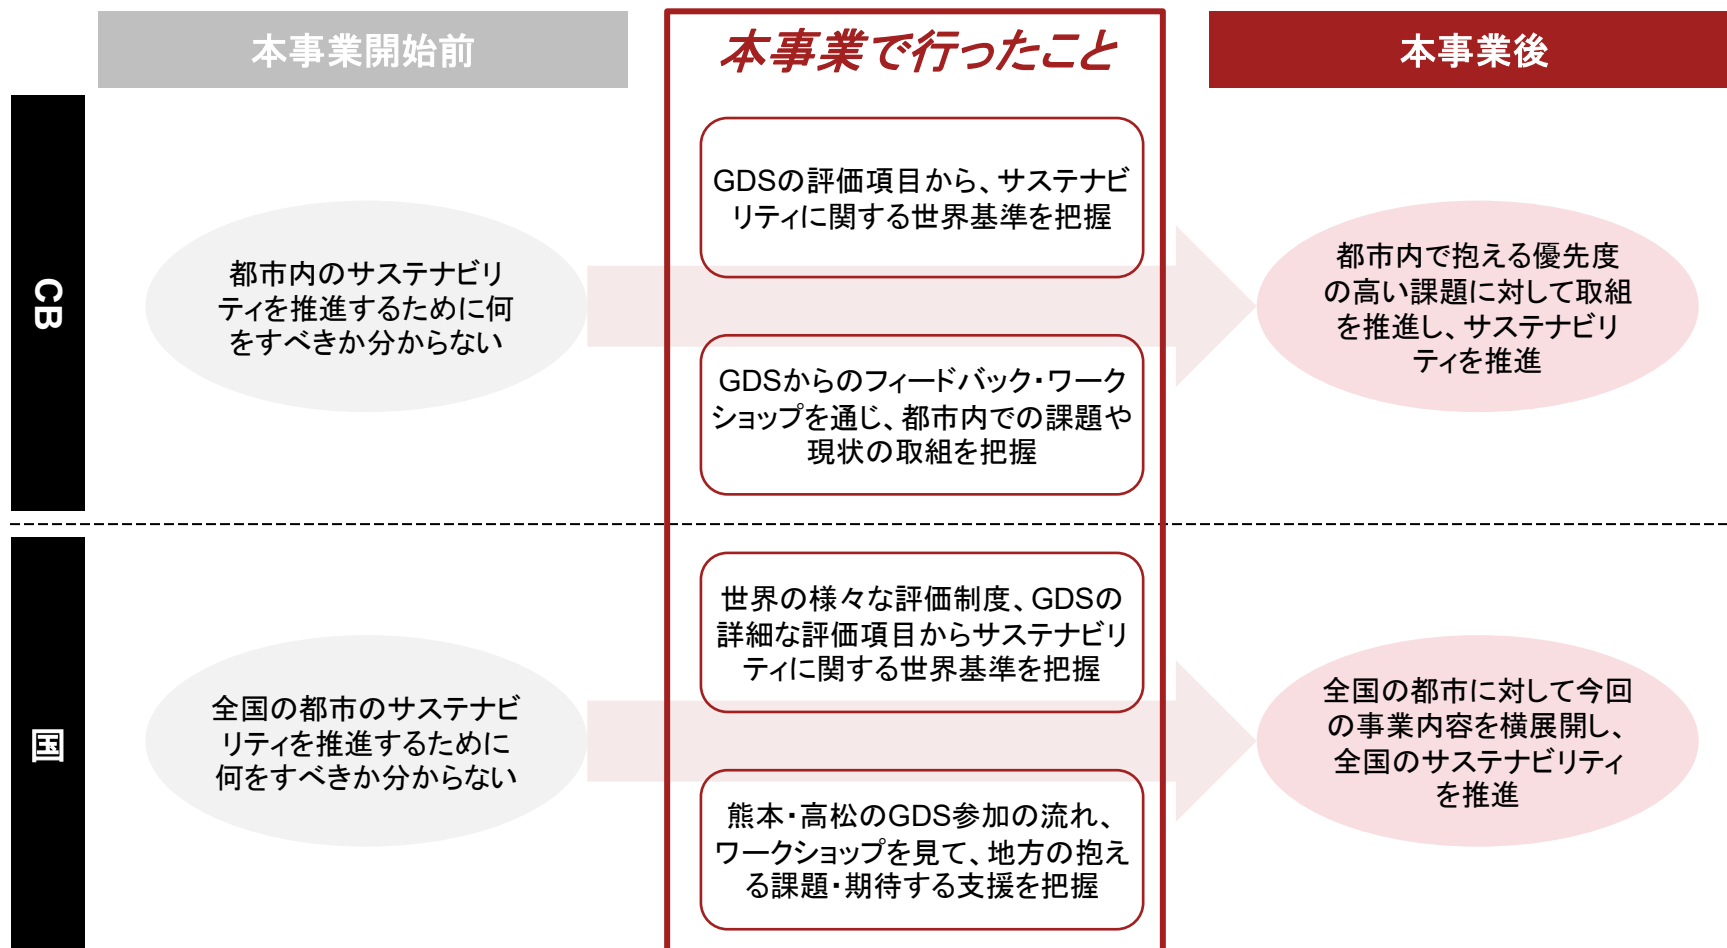 本事業開始前
本事業で行ったこと
本事業後
CB
都市内のサステナビリ
ティを推進するために何
をすべきか分からない
GDSの評価項目から、サステナビ
リティに関する世界基準を把握
GDSからのフィードバック・ワーク
ショップを通じ、都市内での課題や
現状の取組を把握
都市内で抱える優先度
の高い課題に対して取組
を推進し、サステナビリ
ティを推進
国
全国の都市のサステナビ
リティを推進するために
何をすべきか分からない
世界の様々な評価制度、GDSの
詳細な評価項目からサステナビリ
ティに関する世界基準を把握
熊本・高松のGDS参加の流れ、
ワークショップを見て、地方の抱え
る課題・期待する支援を把握
全国の都市に対して今回
の事業内容を横展開し、
全国のサステナビリティ
を推進